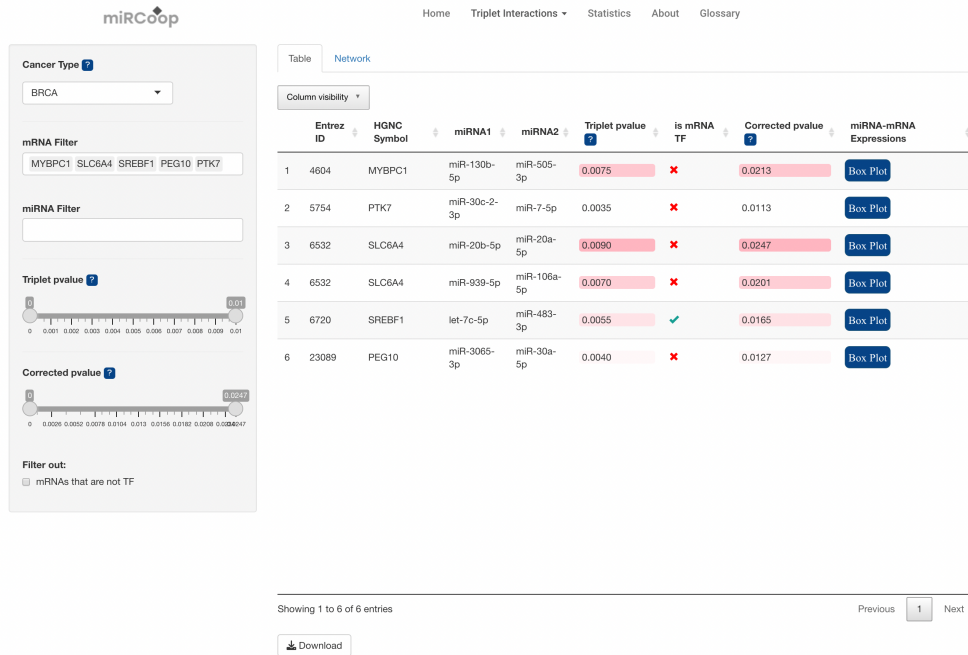 miRCoop
Home Triplet Interactions Statistics About Glossary
Cancer Type ?
BRCA
mRNA Filter
MYBPC1 SLC6A4 SREBF1 PEG10 PTK7
miRNA Filter
Triplet pvalue ?
0 0.01
0 0.001 0.002 0.003 0.004 0.005 0.006 0.007 0.008 0.009 0.01
Corrected pvalue ?
0 0.0247
0 0.0026 0.0052 0.0078 0.0104 0.013 0.0156 0.0182 0.0208 0.0247
Filter out:
mRNAs that are not TF
Table Network
Column visibility
Entrez ID HGNC Symbol miRNA1 miRNA2 Triplet pvalue ? is mRNA TF Corrected pvalue ? miRNA-mRNA Expressions
1 4604 MYBPC1 miR-130b-5p miR-505-3p 0.0075 ✖ 0.0213 Box Plot
2 5754 PTK7 miR-30c-2-3p miR-7-5p 0.0035 ✖ 0.0113 Box Plot
3 6532 SLC6A4 miR-20b-5p miR-20a-5p 0.0090 ✖ 0.0247 Box Plot
4 6532 SLC6A4 miR-939-5p miR-106a-5p 0.0070 ✖ 0.0201 Box Plot
5 6720 SREBF1 let-7c-5p miR-483-3p 0.0055 ✔ 0.0165 Box Plot
6 23089 PEG10 miR-3065-3p miR-30a-5p 0.0040 ✖ 0.0127 Box Plot
Showing 1 to 6 of 6 entries
Previous 1 Next
Download